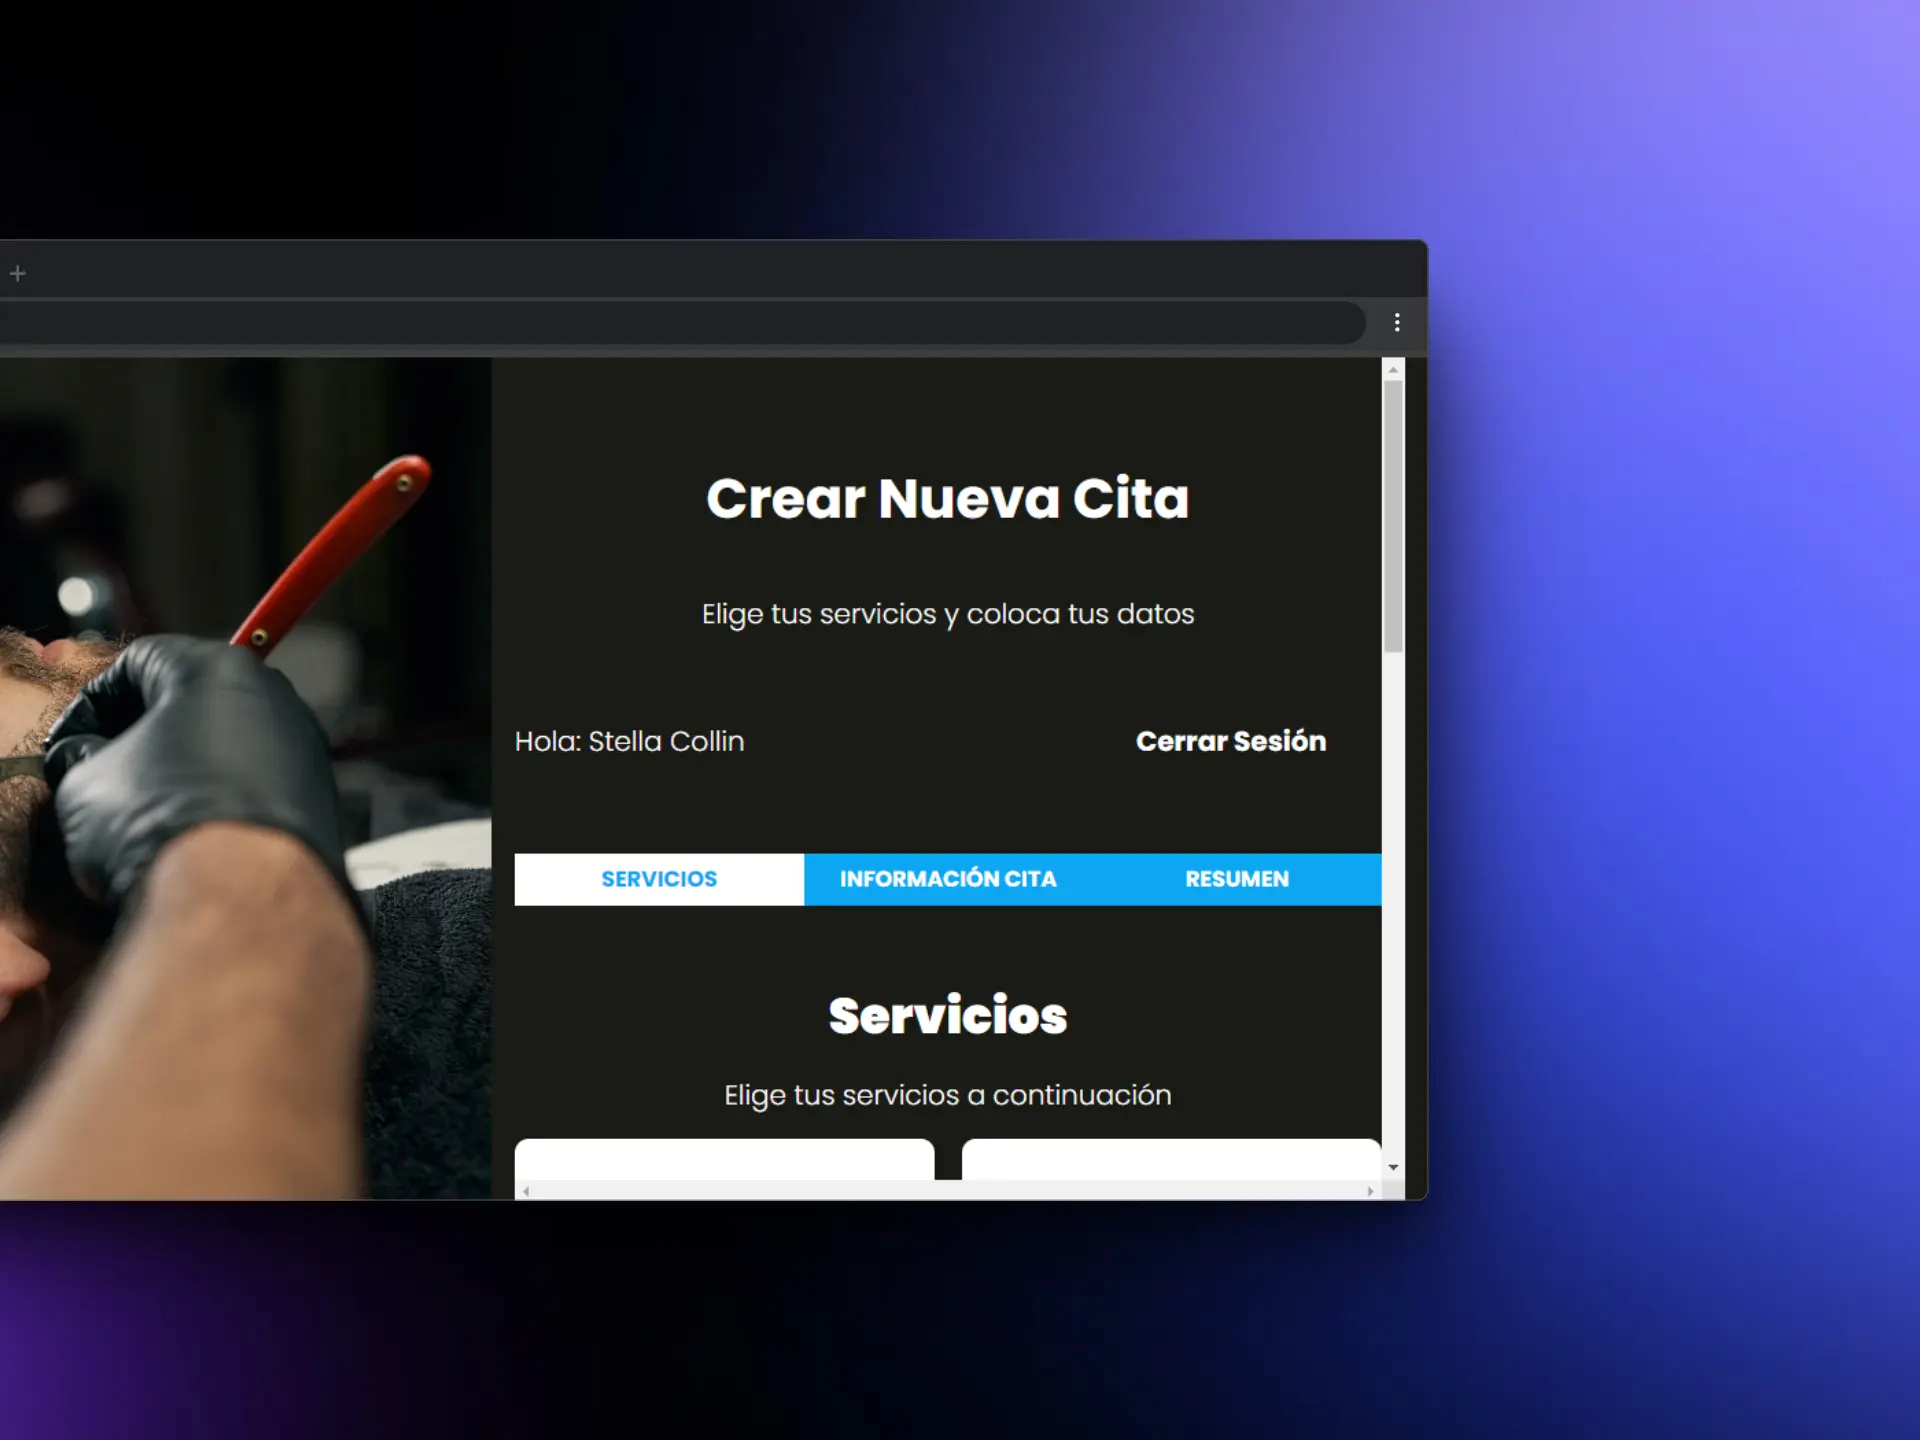 Crear Nueva Cita
Elige tus servicios y coloca tus datos
Hola: Stella Collin
Cerrar Sesión
SERVICIOS
INFORMACIÓN CITA
RESUMEN
Servicios
Elige tus servicios a continuación